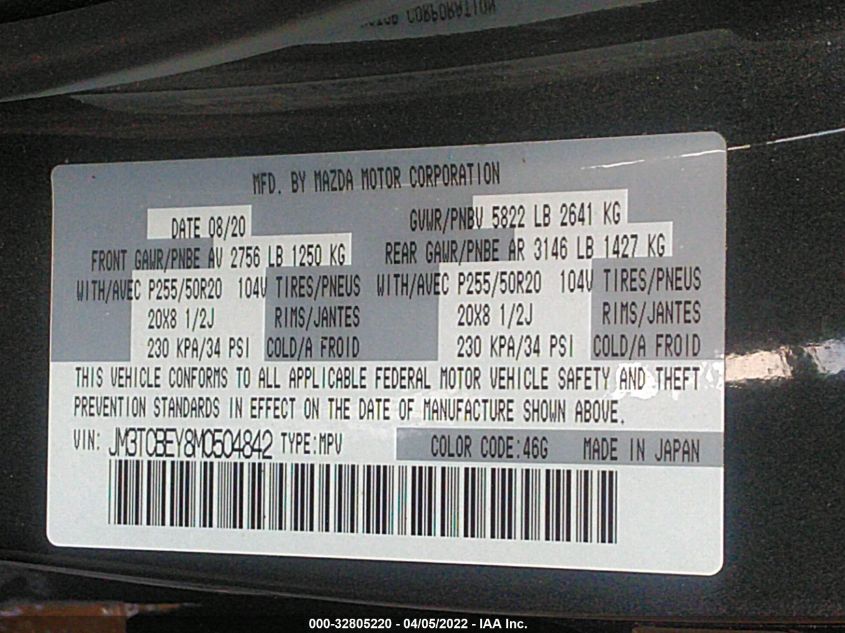 CORPORATION
MFD. BY MAZDA MOTOR CORPORATION
DATE 08/20 GVWR/PNBV 5822 LB 2641 KG
FRONT GAWR/PNBE AV 2756 LB 1250 KG REAR GAWR/PNBE AR 3146 LB 1427 KG
WITH/AVEC P255/50R20 104V TIRES/PNEUS WITH/AVEC P255/50R20 104V TIRES/PNEUS
20X8 1/2J RIMS/JANTES 20X8 1/2J RIMS/JANTES
230 KPA/34 PSI COLD/A FROID 230 KPA/34 PSI COLD/A FROID
THIS VEHICLE CONFORMS TO ALL APPLICABLE FEDERAL MOTOR VEHICLE SAFETY AND THEFT
PREVENTION STANDARDS IN EFFECT ON THE DATE OF MANUFACTURE SHOWN ABOVE.
VIN: JM3TCBEY8M0504842 TYPE:MPV COLOR CODE:46G MADE IN JAPAN
000-32805220 - 04/05/2022 - IAA Inc.